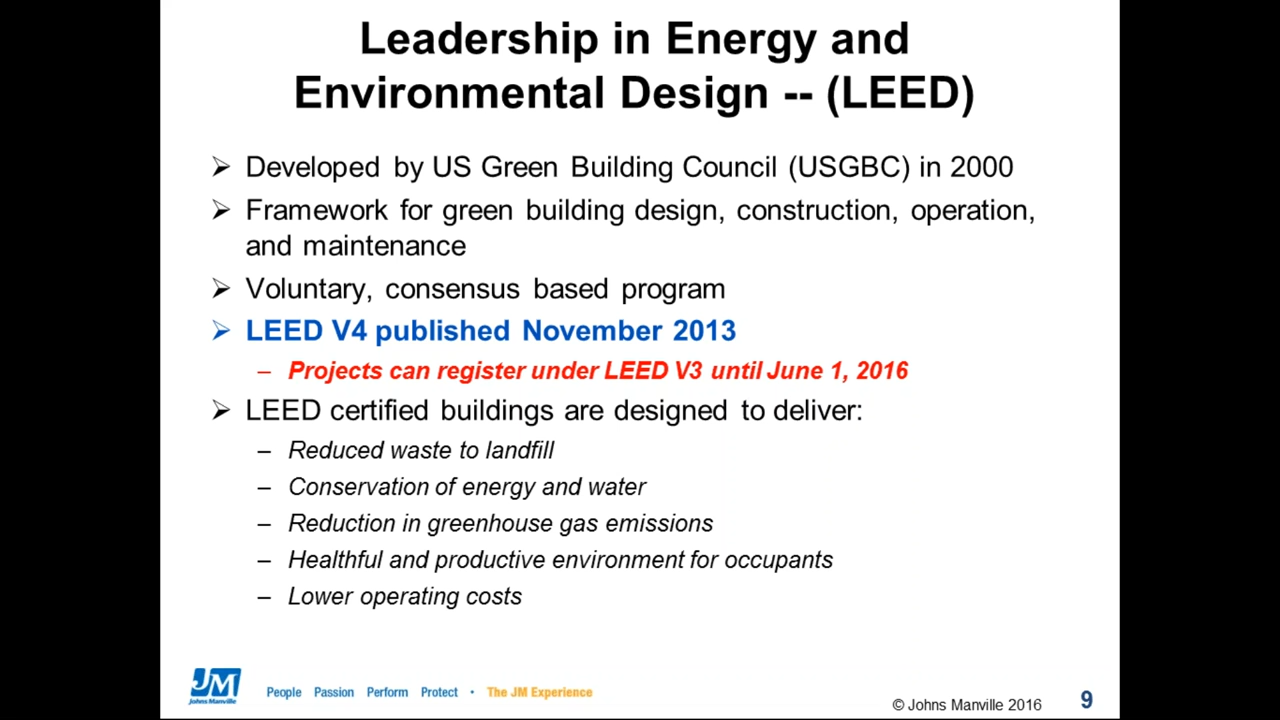 Leadership in Energy and
Environmental Design -- (LEED)
➢ Developed by US Green Building Council (USGBC) in 2000
➢ Framework for green building design, construction, operation,
and maintenance
➢ Voluntary, consensus based program
➢ LEED V4 published November 2013
– Projects can register under LEED V3 until June 1, 2016
➢ LEED certified buildings are designed to deliver:
– Reduced waste to landfill
– Conservation of energy and water
– Reduction in greenhouse gas emissions
– Healthful and productive environment for occupants
– Lower operating costs
JM
Johns Manville
People Passion Perform Protect • The JM Experience
© Johns Manville 2016
9